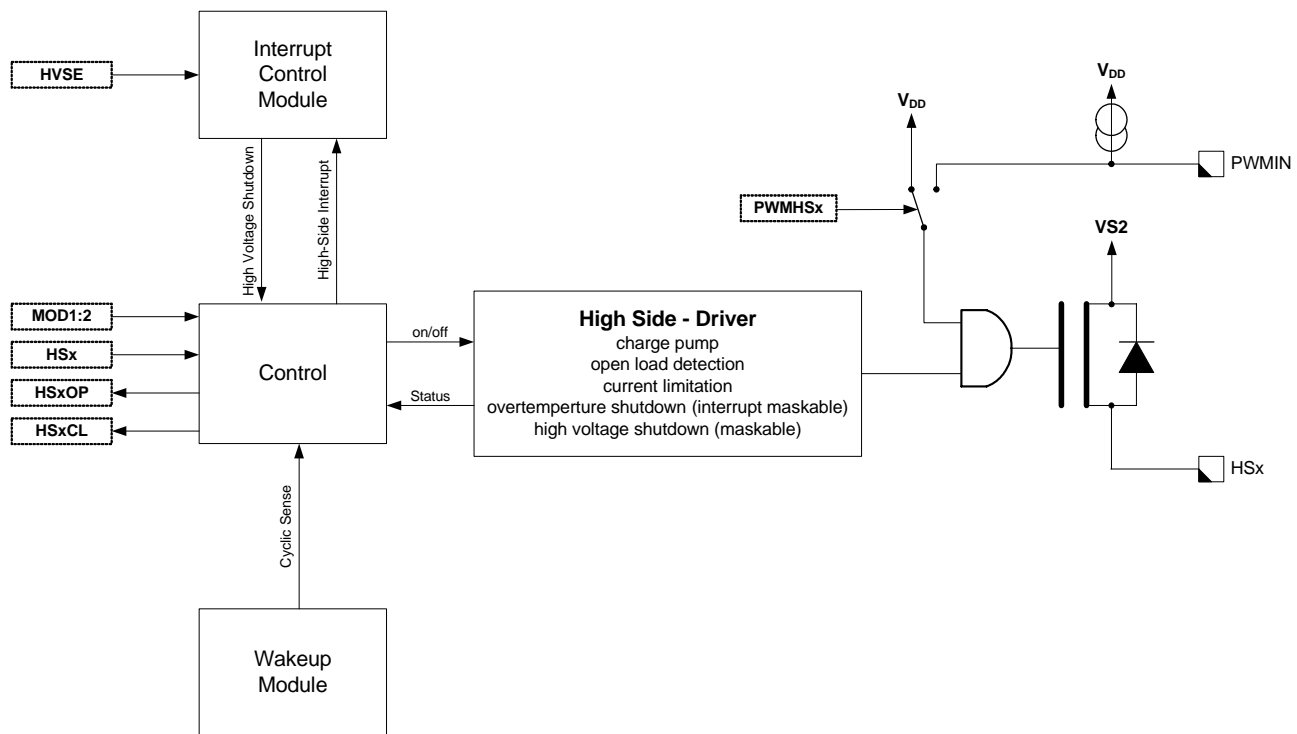 Interrupt
Control
Module
HVSE
High Voltage Shutdown
High-Side Interrupt
VDD
VDD
PWMIN
PWMHSx
VS2
MOD1:2
HSx
HSxOP
HSxCL
Control
on/off
Status
High Side - Driver
charge pump
open load detection
current limitation
overtemperture shutdown (interrupt maskable)
high voltage shutdown (maskable)
HSx
Cyclic Sense
Wakeup
Module